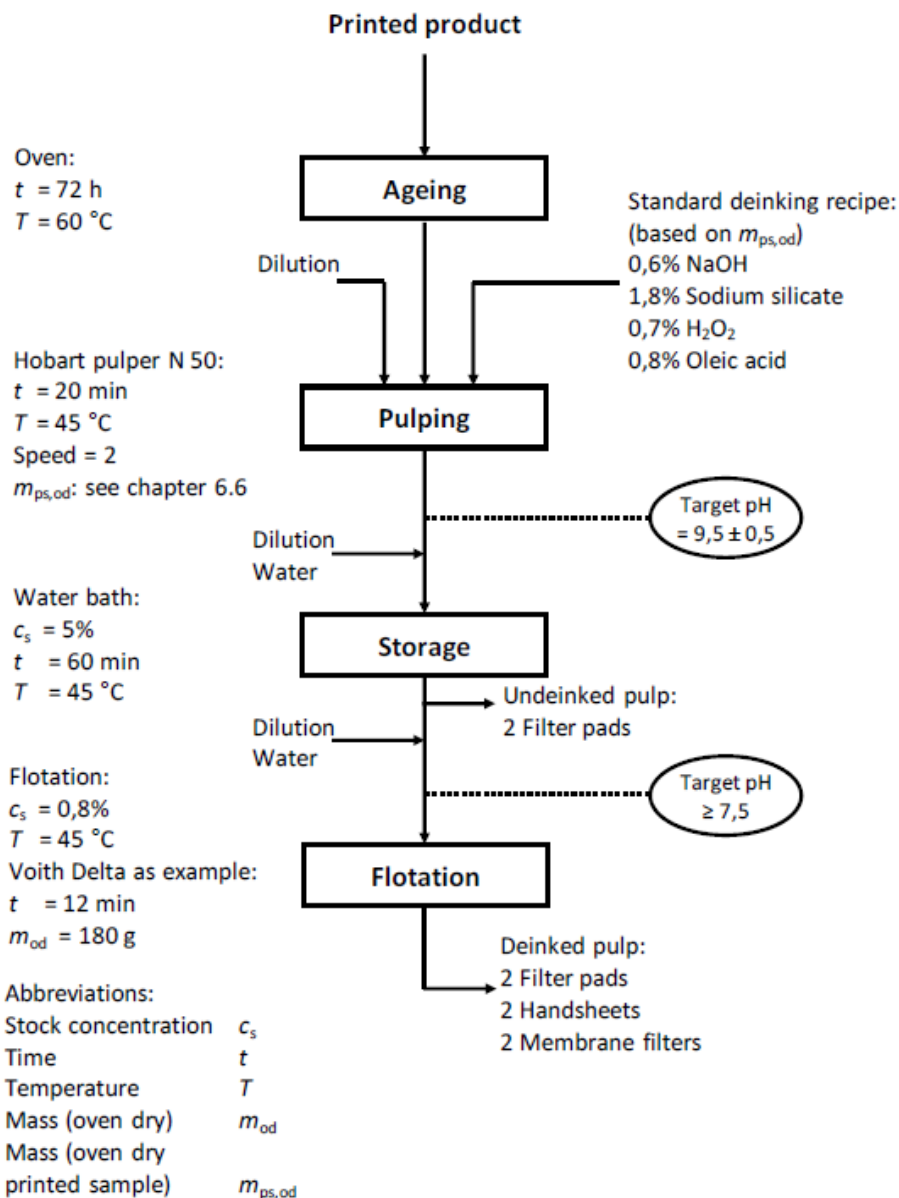 Printed product
Oven:
t = 72 h
T = 60 °C
Ageing
Standard deinking recipe:
(based on mps,od)
0,6% NaOH
1,8% Sodium silicate
0,7% H₂O₂
0,8% Oleic acid
Dilution
Hobart pulper N 50:
t = 20 min
T = 45 °C
Speed = 2
mps,od: see chapter 6.6
Pulping
Target pH
= 9,5 ± 0,5
Dilution
Water
Water bath:
cs = 5%
t = 60 min
T = 45 °C
Storage
Undeinked pulp:
2 Filter pads
Dilution
Water
Target pH
≥ 7,5
Flotation:
cs = 0,8%
T = 45 °C
Voith Delta as example:
t = 12 min
mod = 180 g
Flotation
Deinked pulp:
2 Filter pads
2 Handsheets
2 Membrane filters
Abbreviations:
Stock concentration cs
Time t
Temperature T
Mass (oven dry) mod
Mass (oven dry
printed sample) mps,od